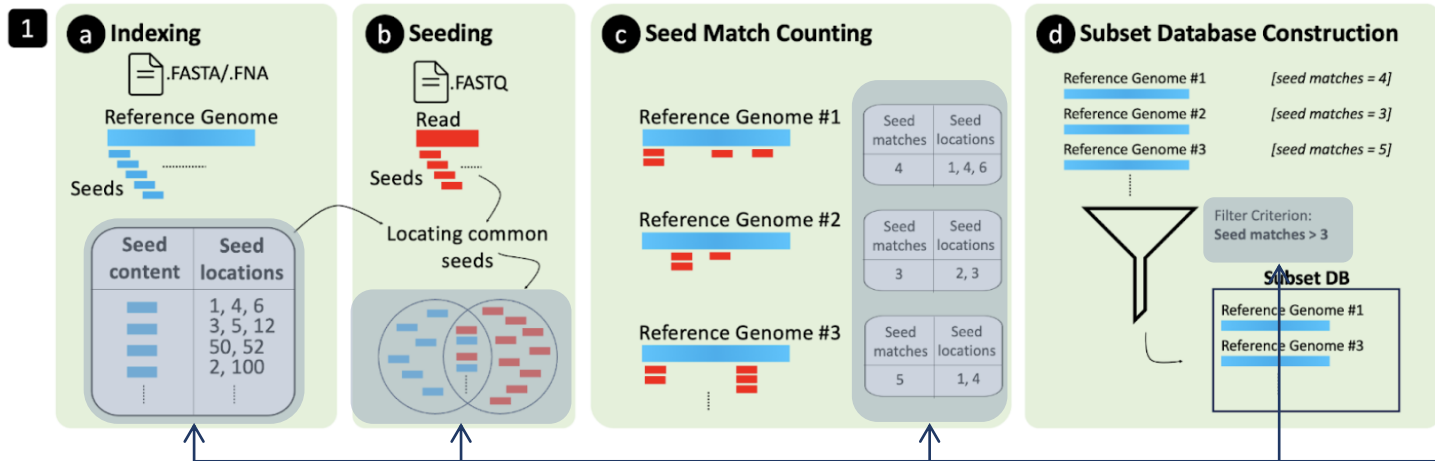 1
a Indexing
.FASTA/.FNA
Reference Genome
Seeds
Seed content
Seed locations
1, 4, 6
3, 5, 12
50, 52
2, 100
b Seeding
.FASTQ
Read
Seeds
Locating common
seeds
c Seed Match Counting
Reference Genome #1
Seed matches
Seed locations
4
1, 4, 6
Reference Genome #2
Seed matches
Seed locations
3
2, 3
Reference Genome #3
Seed matches
Seed locations
5
1, 4
d Subset Database Construction
Reference Genome #1 [seed matches = 4]
Reference Genome #2 [seed matches = 3]
Reference Genome #3 [seed matches = 5]
Filter Criterion:
Seed matches > 3
Subset DB
Reference Genome #1
Reference Genome #3